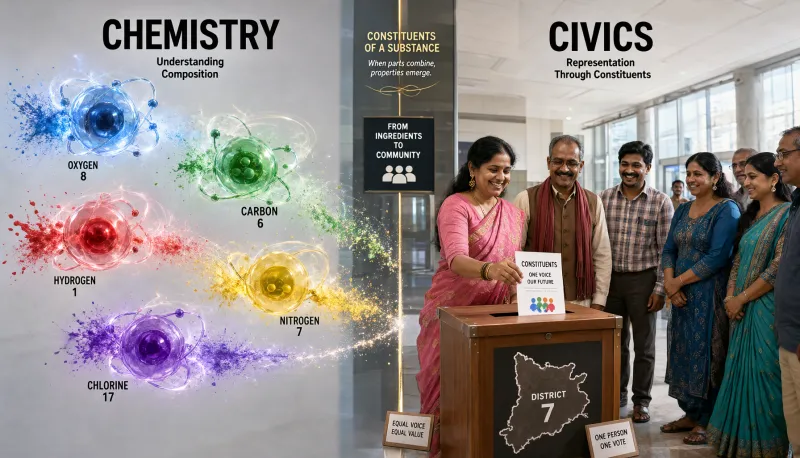 CHEMISTRY
Understanding
Composition
OXYGEN
8
CARBON
6
HYDROGEN
1
NITROGEN
7
CHLORINE
17
CONSTITUENTS
OF A SUBSTANCE
When parts combine,
properties emerge.
FROM
INGREDIENTS
TO
COMMUNITY
CIVICS
Representation
Through Constituents
CONSTITUENTS
ONE VOICE
OUR FUTURE
DISTRICT
7
EQUAL VOICE
EQUAL VALUE
ONE PERSON
ONE VOTE